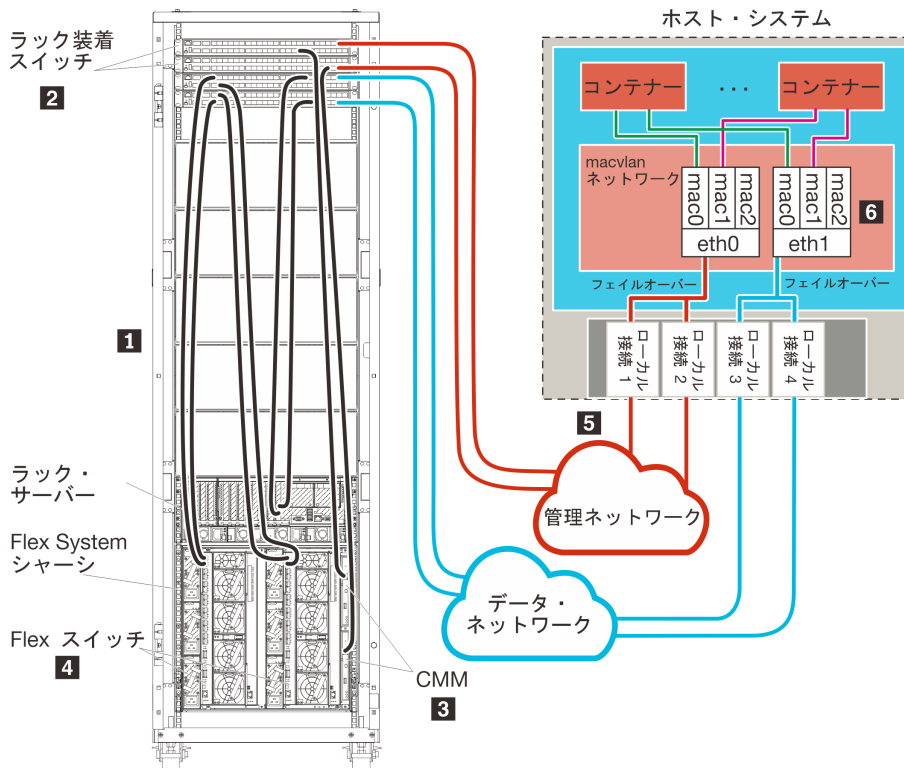 ホスト・システム
ラック装着
スイッチ
2
コンテナー
・・・
コンテナー
macvlan
ネットワーク
mac0
mac1
mac2
mac0
mac1
mac2
6
eth0
eth1
フェイルオーバー
フェイルオーバー
1
ローカル
接続 1
ローカル
接続 2
ローカル
接続 3
ローカル
接続 4
5
ラック・
サーバー
管理ネットワーク
Flex System
シャーシ
データ・
ネットワーク
Flex スイッチ
4
CMM
3